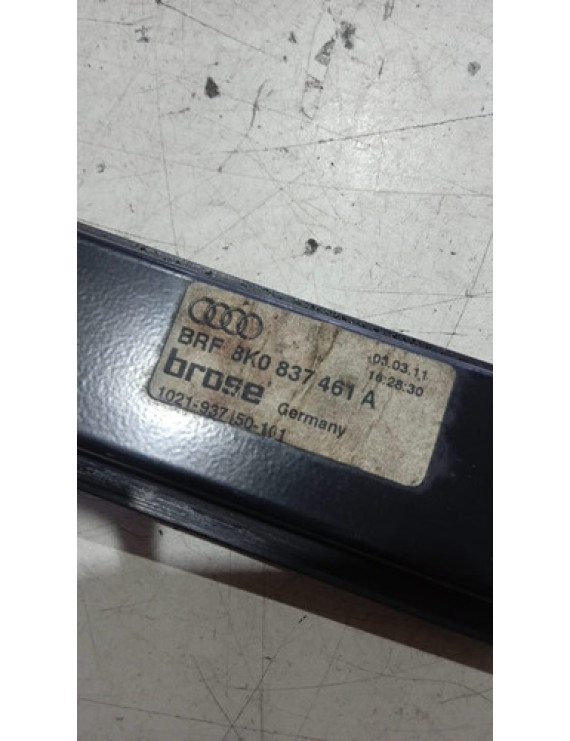 BRF 8K0 837 461 A
03.03.11
16:28:30
brose
Germany
1021-937150-101